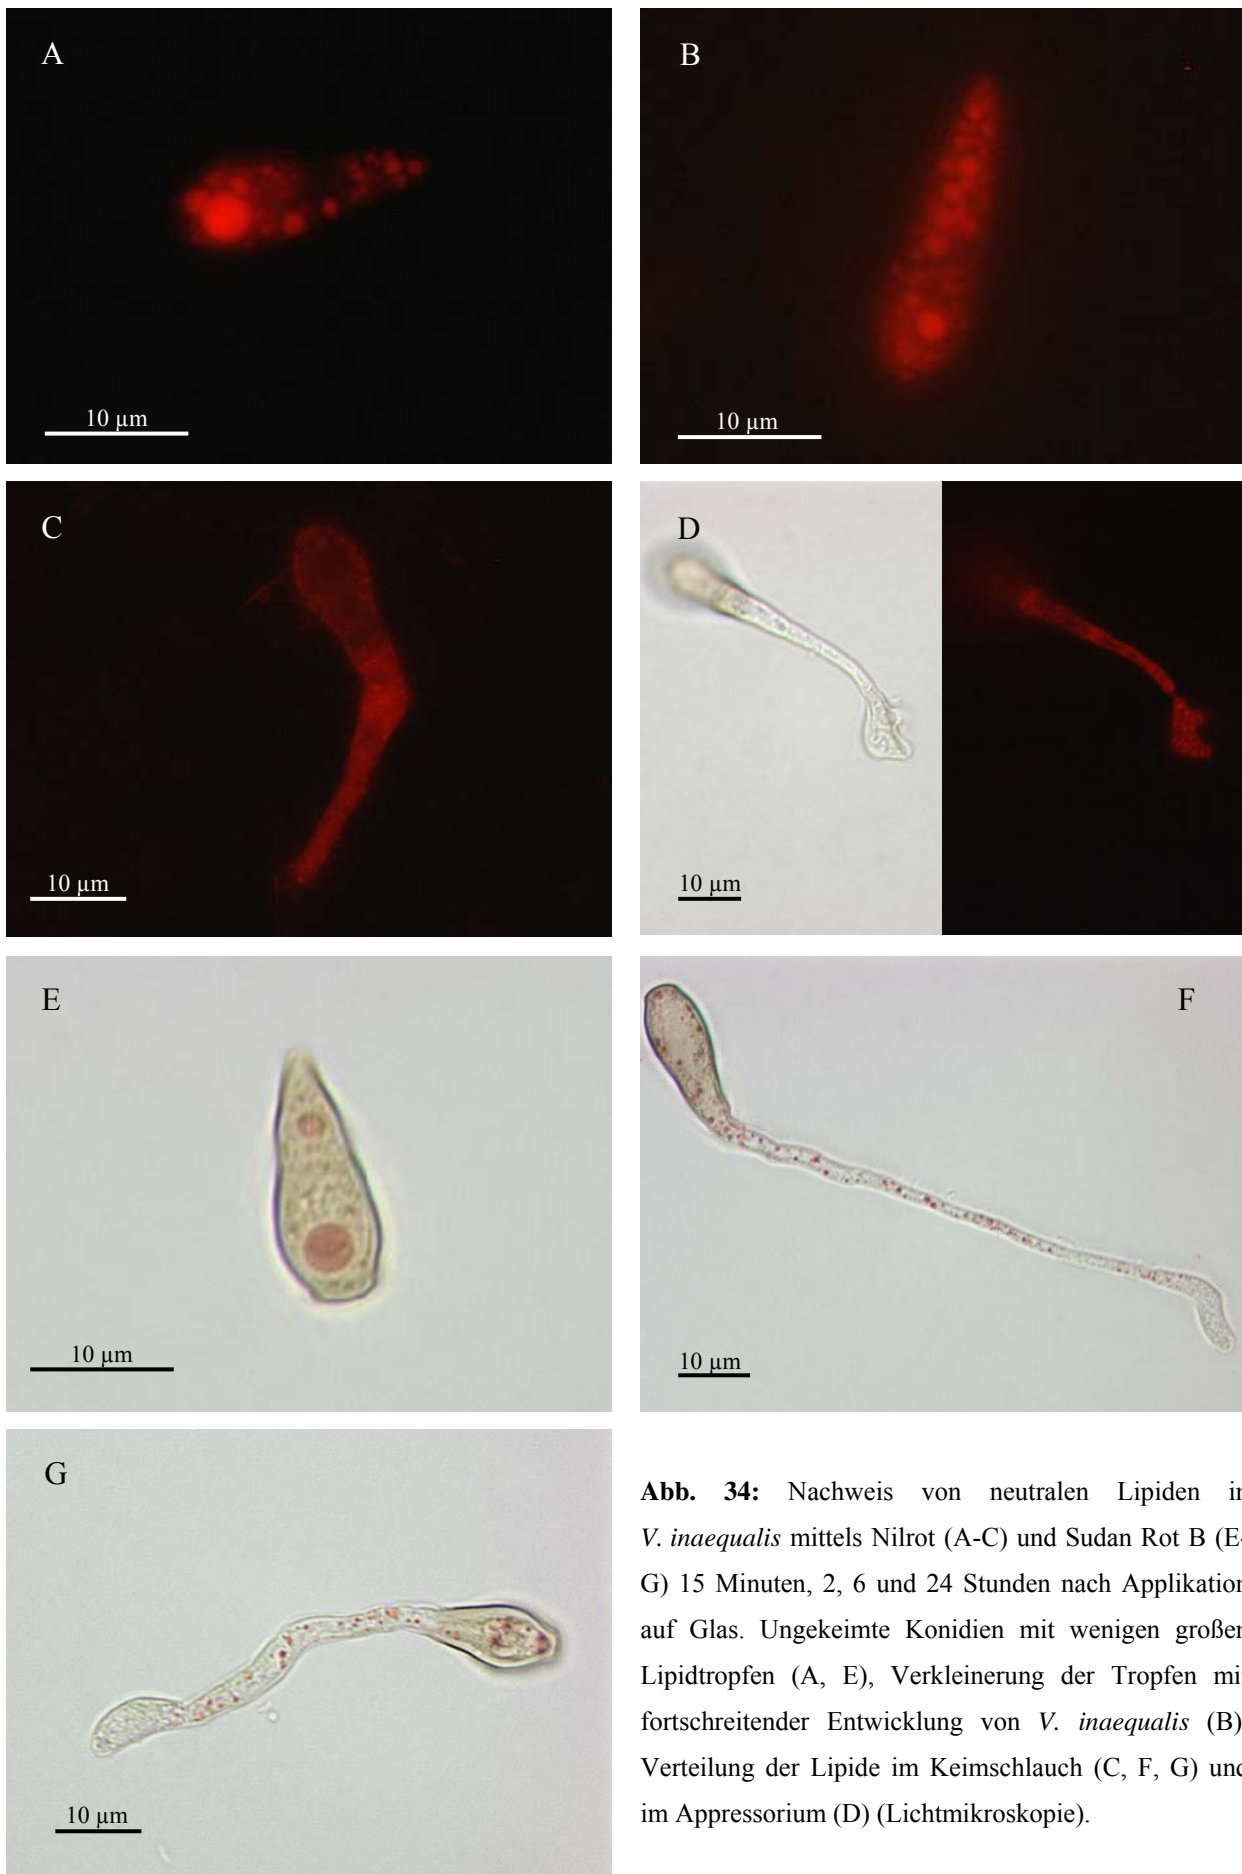 A
B
10 µm
10 µm
C
D
10 µm
10 µm
E
F
10 µm
10 µm
G
10 µm
Abb. 34: Nachweis von neutralen Lipiden in
V. inaequalis mittels Nilrot (A-C) und Sudan Rot B (E-
G) 15 Minuten, 2, 6 und 24 Stunden nach Applikation
auf Glas. Ungekeimte Konidien mit wenigen großen
Lipidtropfen (A, E), Verkleinerung der Tropfen mit
fortschreitender Entwicklung von V. inaequalis (B)
Verteilung der Lipide im Keimschlauch (C, F, G) und
im Appressorium (D) (Lichtmikroskopie).